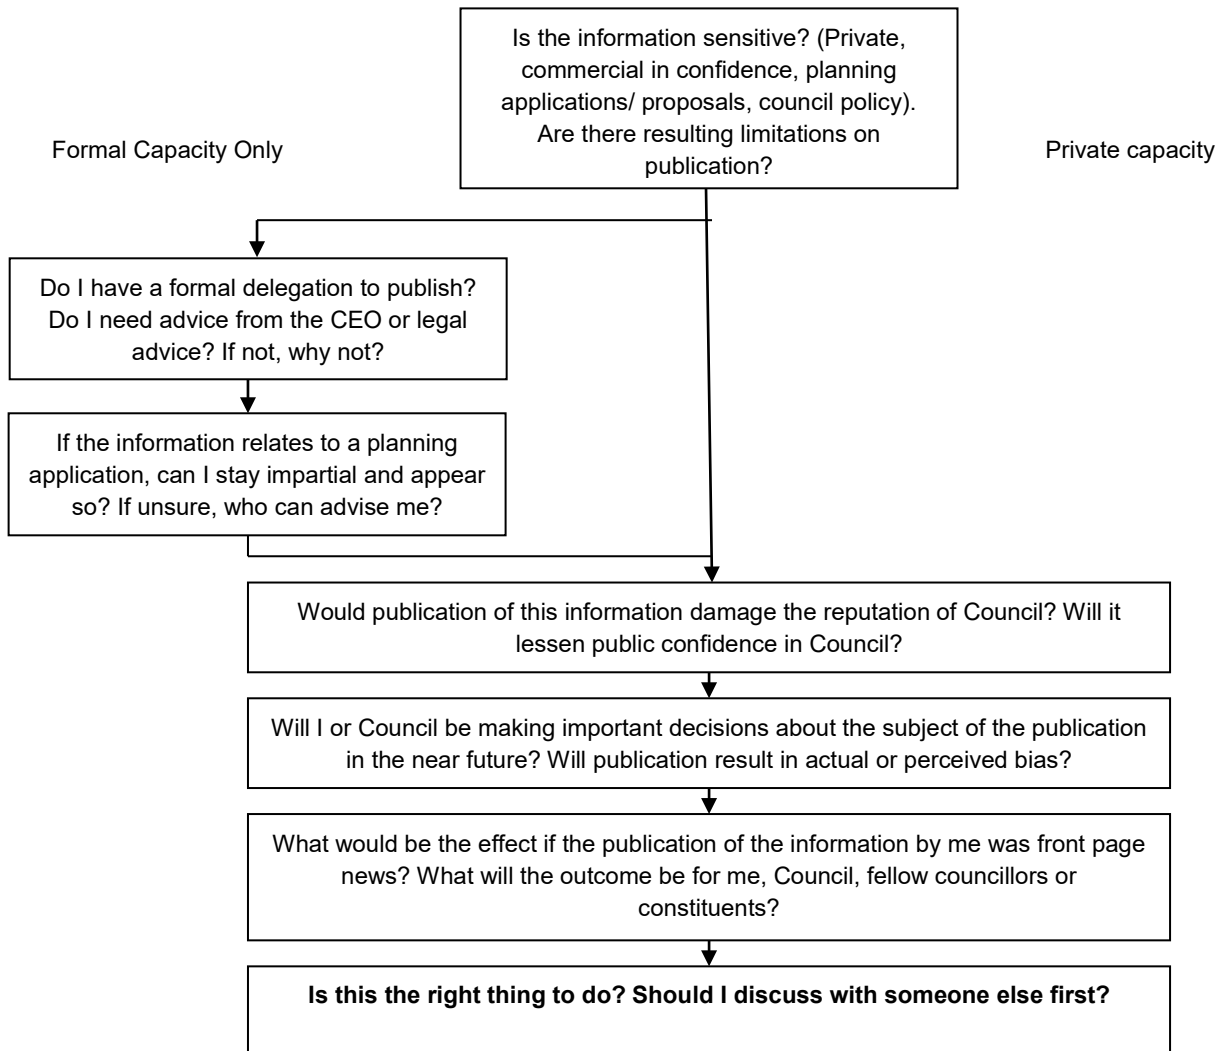 Is the information sensitive? (Private,
commercial in confidence, planning
applications/ proposals, council policy).
Are there resulting limitations on
publication?
Formal Capacity Only
Private capacity
Do I have a formal delegation to publish?
Do I need advice from the CEO or legal
advice? If not, why not?
If the information relates to a planning
application, can I stay impartial and appear
so? If unsure, who can advise me?
Would publication of this information damage the reputation of Council? Will it
lessen public confidence in Council?
Will I or Council be making important decisions about the subject of the publication
in the near future? Will publication result in actual or perceived bias?
What would be the effect if the publication of the information by me was front page
news? What will the outcome be for me, Council, fellow councillors or
constituents?
Is this the right thing to do? Should I discuss with someone else first?